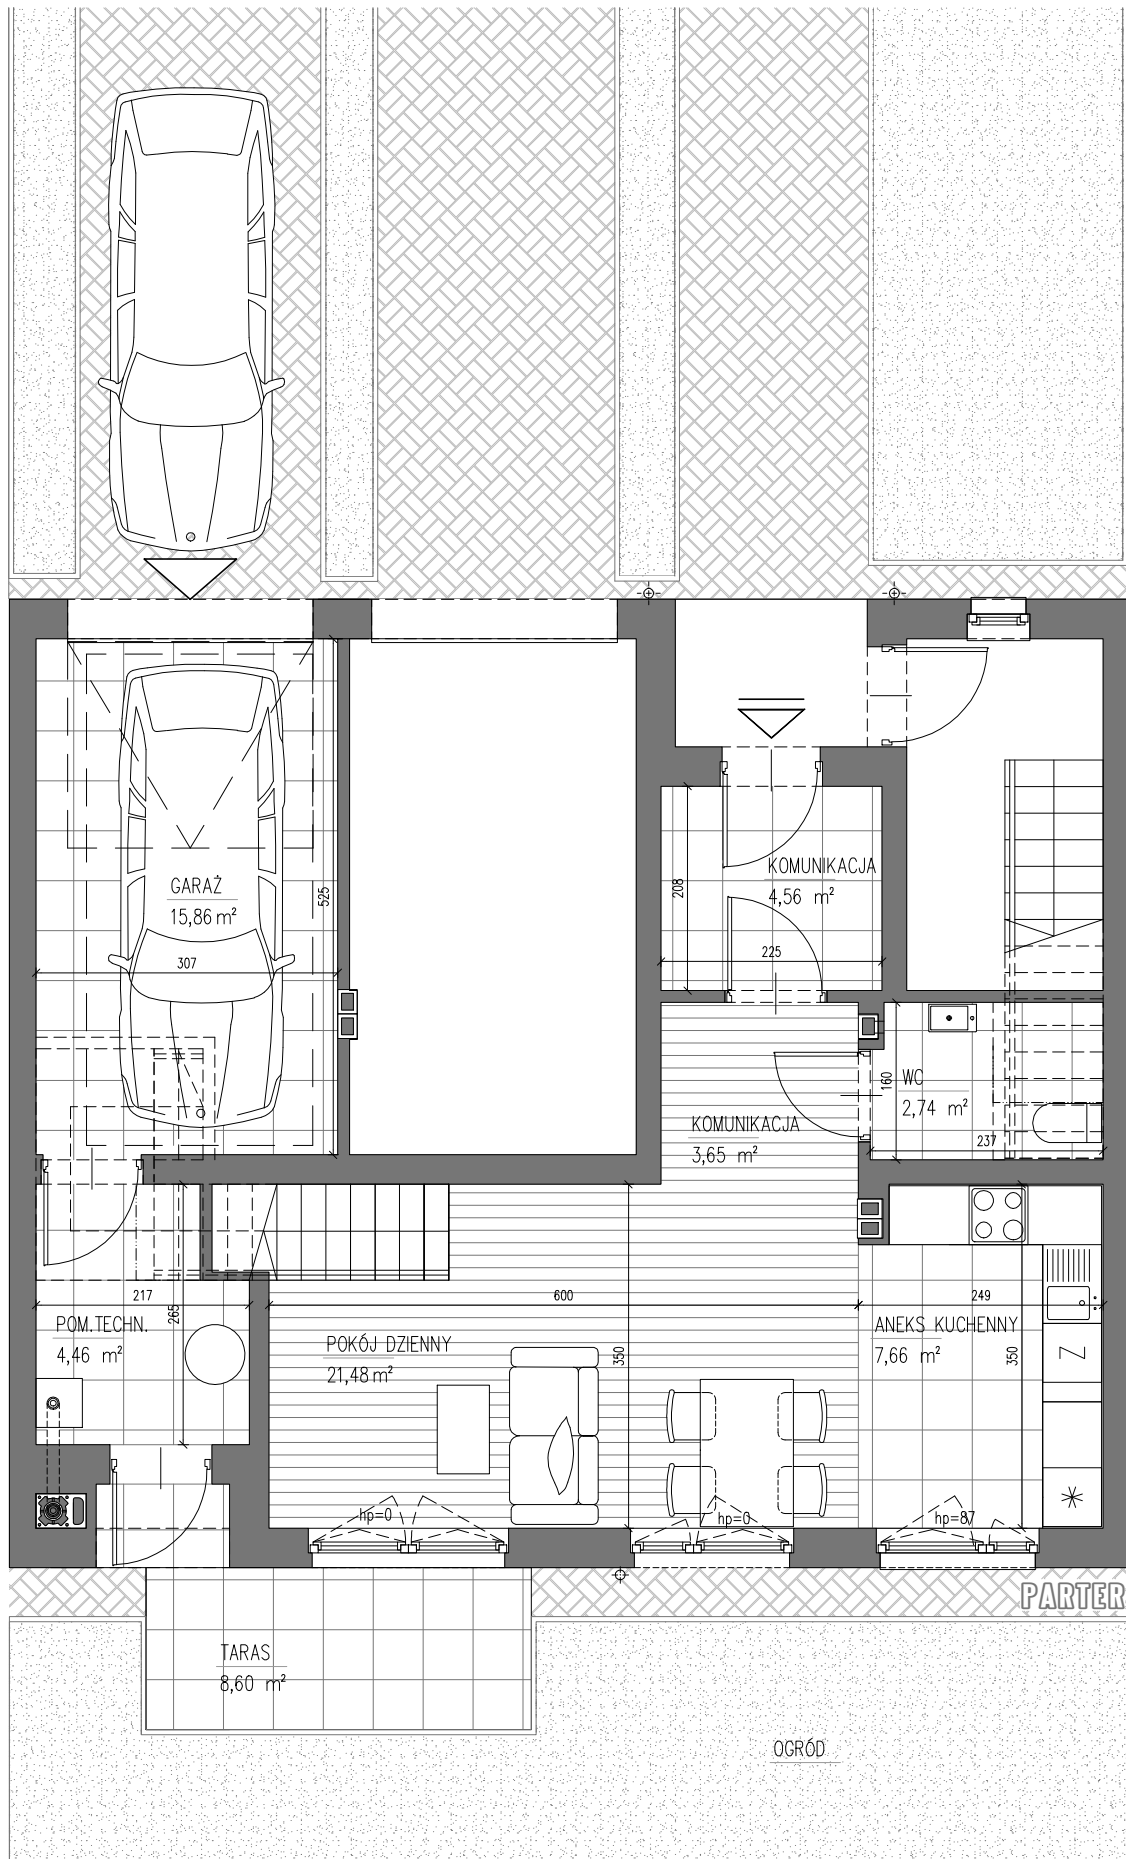 GARAŻ
15,86 m²
525
307
KOMUNIKACJA
4,56 m²
208
225
WC
2,74 m²
160
237
KOMUNIKACJA
3,65 m²
217
265
POM.TECHN.
4,46 m²
600
POKÓJ DZIENNY
21,48 m²
350
249
ANEKS KUCHENNY
7,66 m²
350
Z
hp=0
hp=0
hp=87
PARTER
TARAS
8,60 m²
OGRÓD